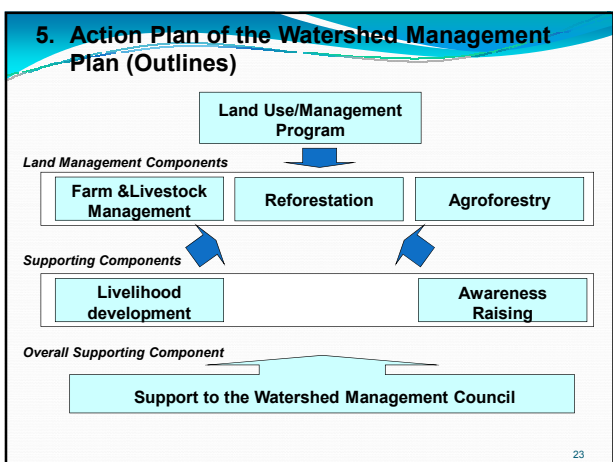 5. Action Plan of the Watershed Management
Plan (Outlines)
Land Use/Management
Program
Land Management Components
Farm &Livestock
Management
Reforestation
Agroforestry
Supporting Components
Livelihood
development
Awareness
Raising
Overall Supporting Component
Support to the Watershed Management Council
23